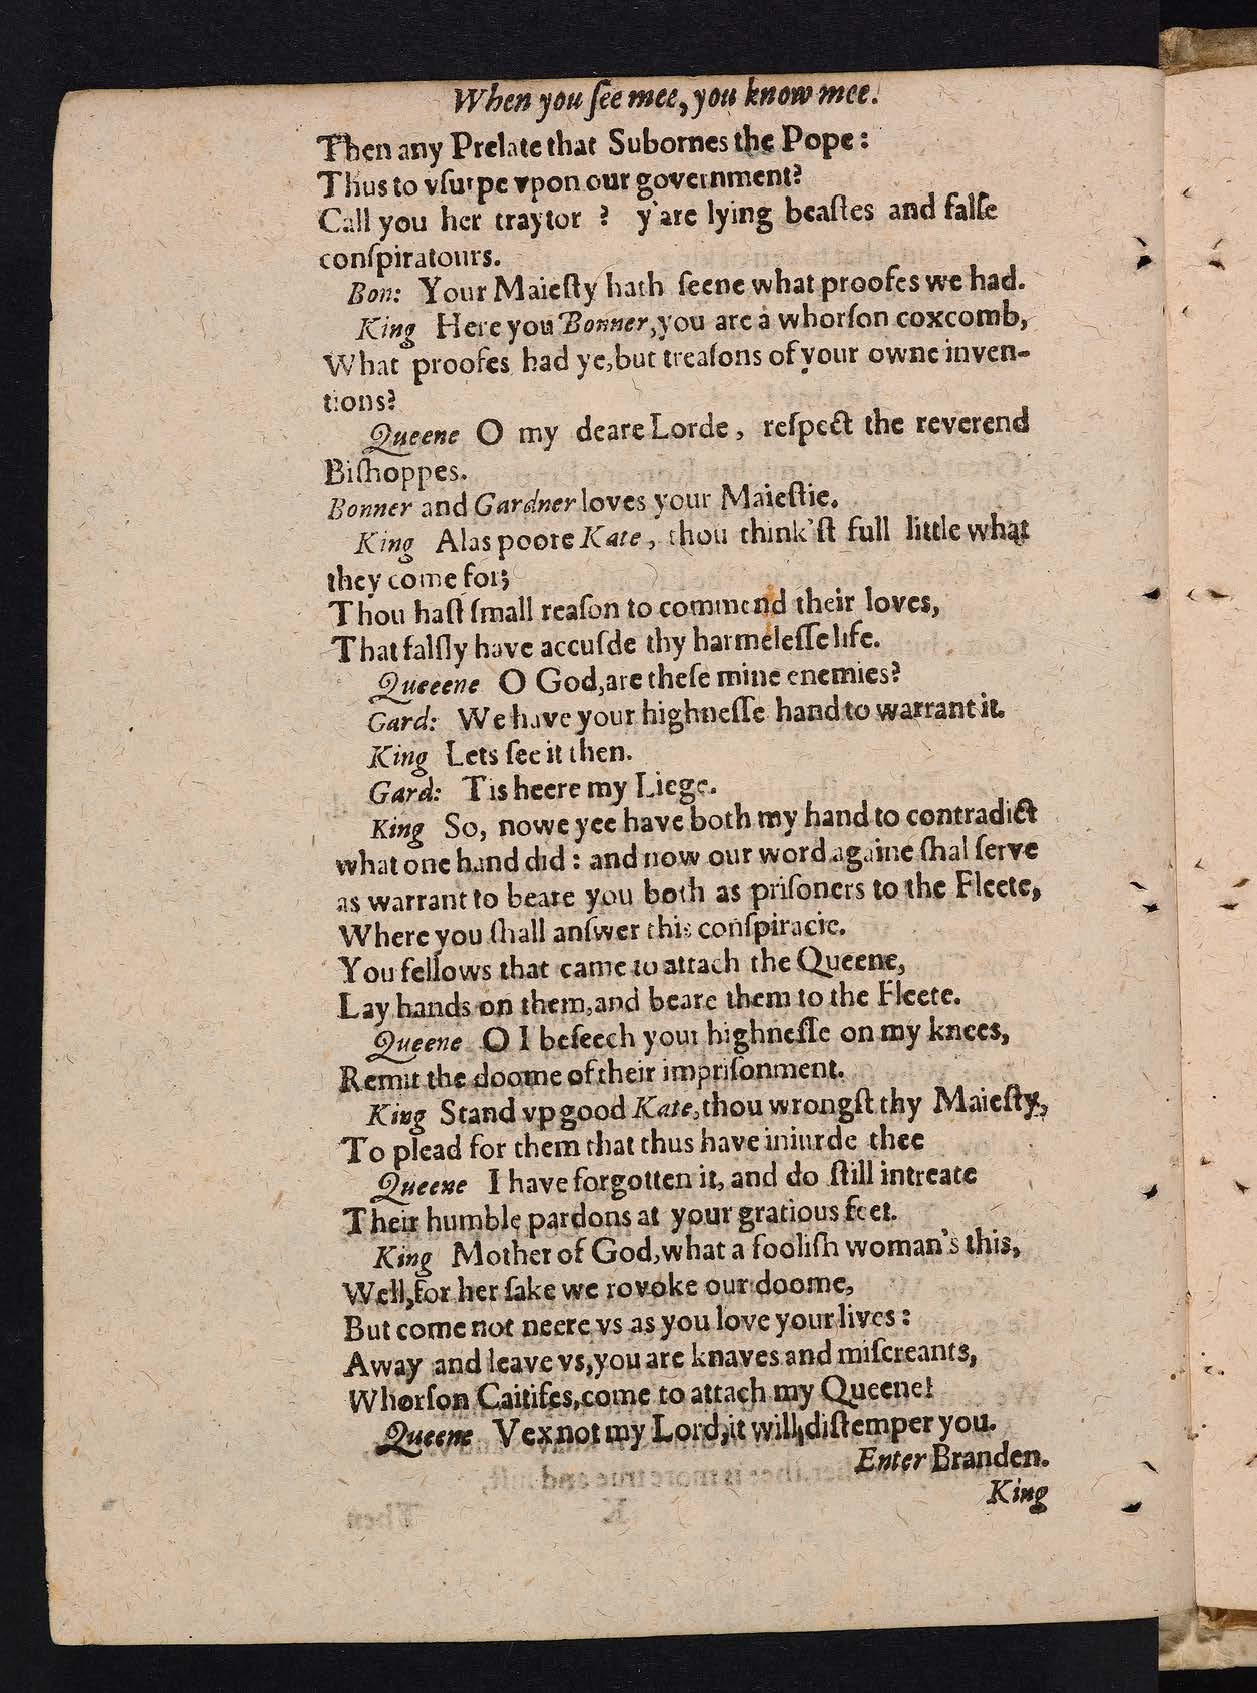 When you ſee mee, you know mee.
Then any Prelate that Subornes the Pope:
Thus to vſurpe vpon our government?
Call you her traytor ? y'are lying beaſtes and falſe
conſpiratours.
Bon: Your Maieſty hath ſeene what proofes we had.
King Here you Bonner, you are a whorſon coxcomb,
What proofes had ye, but treaſons of your owne inven-
tions?
Queene O my deare Lorde, reſpect the reverend
Biſhoppes.
Bonner and Gardner loves your Maieſtie.
King Alas poore Kate, thou think'ſt full little what
they come for;
Thou haſt ſmall reaſon to commend their loves,
That falſly have accuſde thy harmeleſſe life.
Queeene O God, are theſe mine enemies?
Gard: We have your highneſſe hand to warrant it.
King Lets ſee it then.
Gard: Tis heere my Liege.
King So, nowe yee have both my hand to contradict
what one hand did: and now our word againe ſhal ſerve
as warrant to beare you both as priſoners to the Fleete,
Where you ſhall anſwer this conſpiracie.
You fellows that came to attach the Queene,
Lay hands on them, and beare them to the Fleete.
Queene O I beſeech your highneſſe on my knees,
Remit the doome of their impriſonment.
King Stand vp good Kate, thou wrongſt thy Maieſty,
To plead for them that thus have iniurde thee
Queene I have forgotten it, and do ſtill intreate
Their humble pardons at your gratious feet.
King Mother of God, what a fooliſh woman's this,
Well, for her ſake we rovoke our doome,
But come not neere vs as you love your lives:
Away and leave vs, you are knaves and miſcreants,
Whorſon Caitifes, come to attach my Queene!
Queene Vex not my Lord, it will, diſtemper you.
Enter Branden.
King